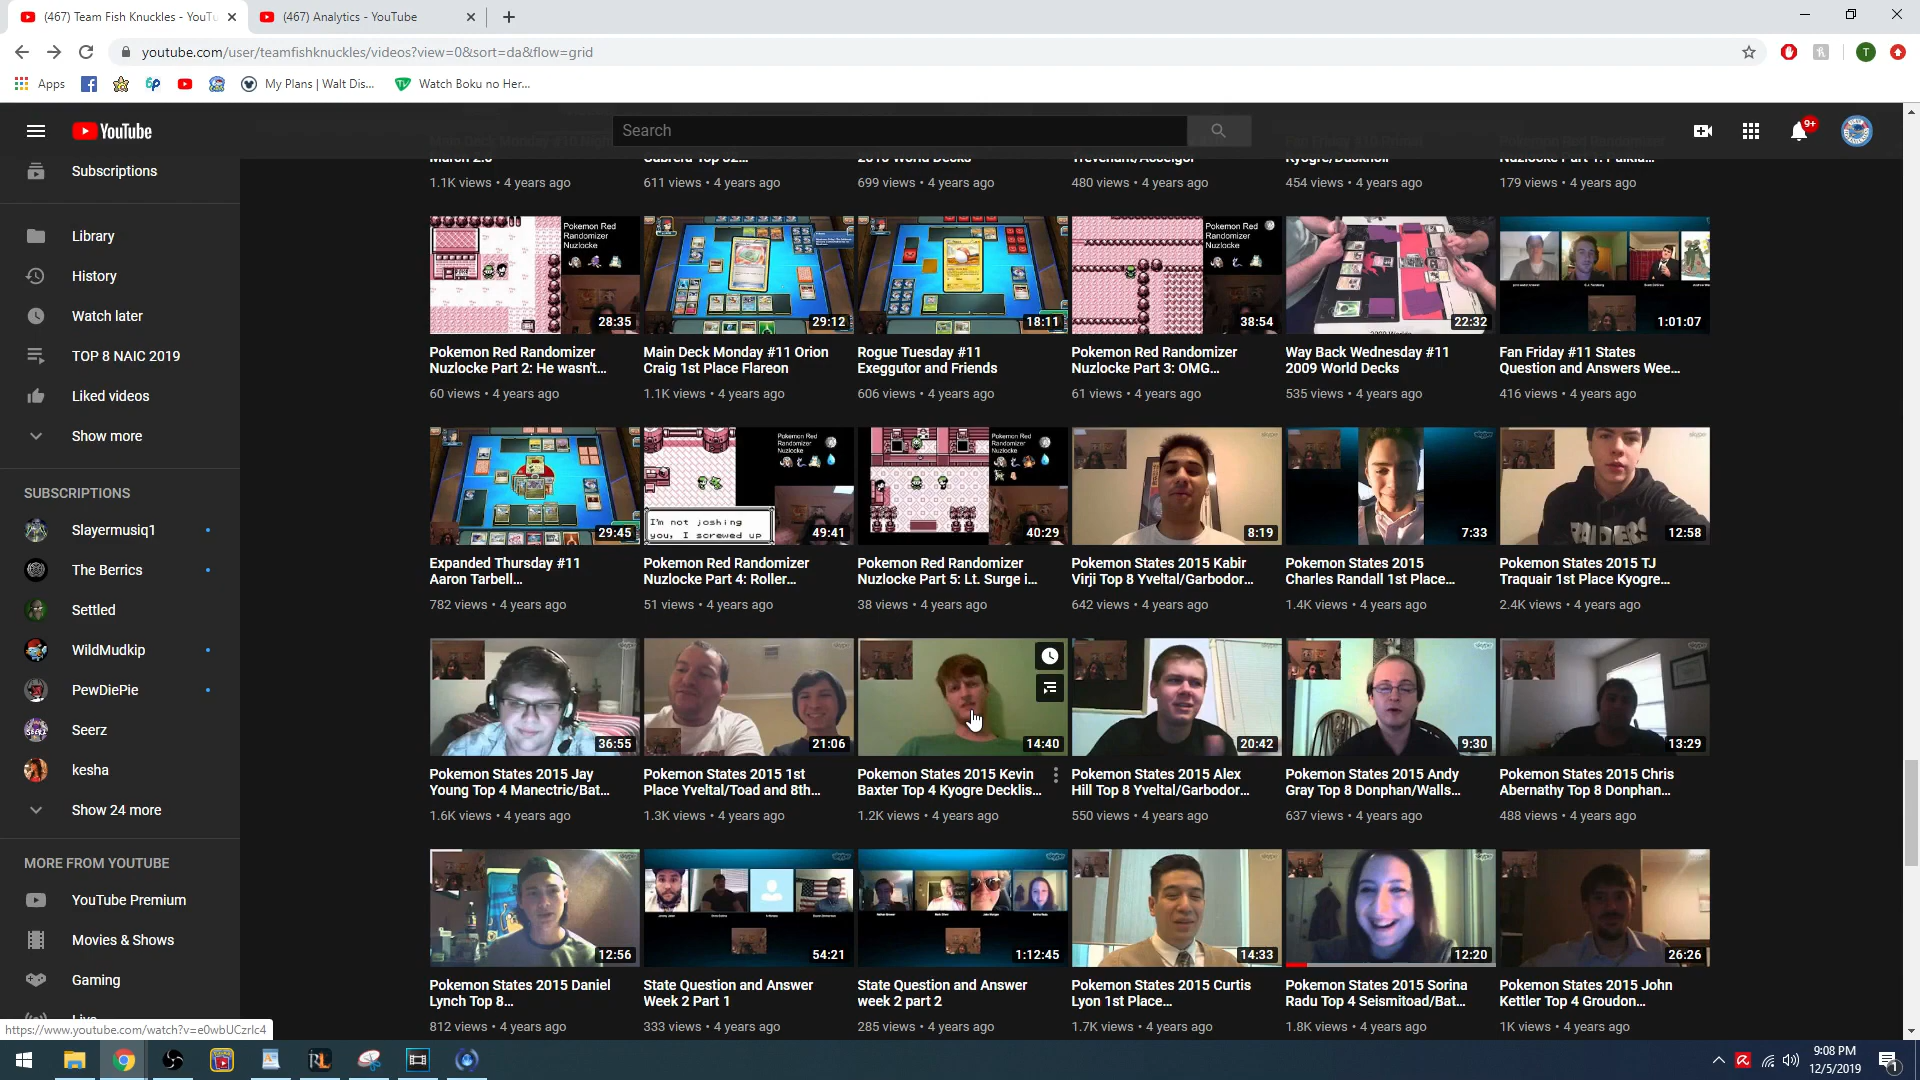 (467) Team Fish Knuckles - YouTu
(467) Analytics - YouTube
youtube.com/user/teamfishknuckles/videos?view=0&sort=da&flow=grid
T
Apps
My Plans | Walt Dis...
Watch Boku no Her...
YouTube
Search
9+
Subscriptions
Library
History
Watch later
TOP 8 NAIC 2019
Liked videos
Show more
SUBSCRIPTIONS
Slayermusiq1
The Berrics
Settled
WildMudkip
PewDiePie
Seerz
kesha
Show 24 more
MORE FROM YOUTUBE
YouTube Premium
Movies & Shows
Gaming
Live
1.1K views • 4 years ago
611 views • 4 years ago
699 views • 4 years ago
480 views • 4 years ago
454 views • 4 years ago
179 views • 4 years ago
Pokemon Red
Randomizer
Nuzlocke
28:35
29:12
18:11
Pokemon Red
Randomizer
Nuzlocke
38:54
22:32
1:01:07
Pokemon Red Randomizer
Nuzlocke Part 2: He wasn't...
60 views • 4 years ago
Main Deck Monday #11 Orion
Craig 1st Place Flareon
1.1K views • 4 years ago
Rogue Tuesday #11
Exeggutor and Friends
606 views • 4 years ago
Pokemon Red Randomizer
Nuzlocke Part 3: OMG...
61 views • 4 years ago
Way Back Wednesday #11
2009 World Decks
535 views • 4 years ago
Fan Friday #11 States
Question and Answers Wee...
416 views • 4 years ago
29:45
Pokemon Red
Randomizer
Nuzlocke
I'm not joshing
you, I screwed up
49:41
Pokemon Red
Randomizer
Nuzlocke
40:29
8:19
7:33
12:58
Expanded Thursday #11
Aaron Tarbell...
782 views • 4 years ago
Pokemon Red Randomizer
Nuzlocke Part 4: Roller...
51 views • 4 years ago
Pokemon Red Randomizer
Nuzlocke Part 5: Lt. Surge i...
38 views • 4 years ago
Pokemon States 2015 Kabir
Virji Top 8 Yveltal/Garbodor...
642 views • 4 years ago
Pokemon States 2015
Charles Randall 1st Place...
1.4K views • 4 years ago
Pokemon States 2015 TJ
Traquair 1st Place Kyogre...
2.4K views • 4 years ago
36:55
21:06
14:40
20:42
9:30
13:29
Pokemon States 2015 Jay
Young Top 4 Manectric/Bat...
1.6K views • 4 years ago
Pokemon States 2015 1st
Place Yveltal/Toad and 8th...
1.3K views • 4 years ago
Pokemon States 2015 Kevin
Baxter Top 4 Kyogre Decklis...
1.2K views • 4 years ago
Pokemon States 2015 Alex
Hill Top 8 Yveltal/Garbodor...
550 views • 4 years ago
Pokemon States 2015 Andy
Gray Top 8 Donphan/Walls...
637 views • 4 years ago
Pokemon States 2015 Chris
Abernathy Top 8 Donphan...
488 views • 4 years ago
12:56
54:21
1:12:45
14:33
12:20
26:26
Pokemon States 2015 Daniel
Lynch Top 8...
812 views • 4 years ago
State Question and Answer
Week 2 Part 1
333 views • 4 years ago
State Question and Answer
week 2 part 2
285 views • 4 years ago
Pokemon States 2015 Curtis
Lyon 1st Place...
1.7K views • 4 years ago
Pokemon States 2015 Sorina
Radu Top 4 Seismitoad/Bat...
1.8K views • 4 years ago
Pokemon States 2015 John
Kettler Top 4 Groudon...
1K views • 4 years ago
https://www.youtube.com/watch?v=e0wbUCzrlc4
9:08 PM
12/5/2019
1